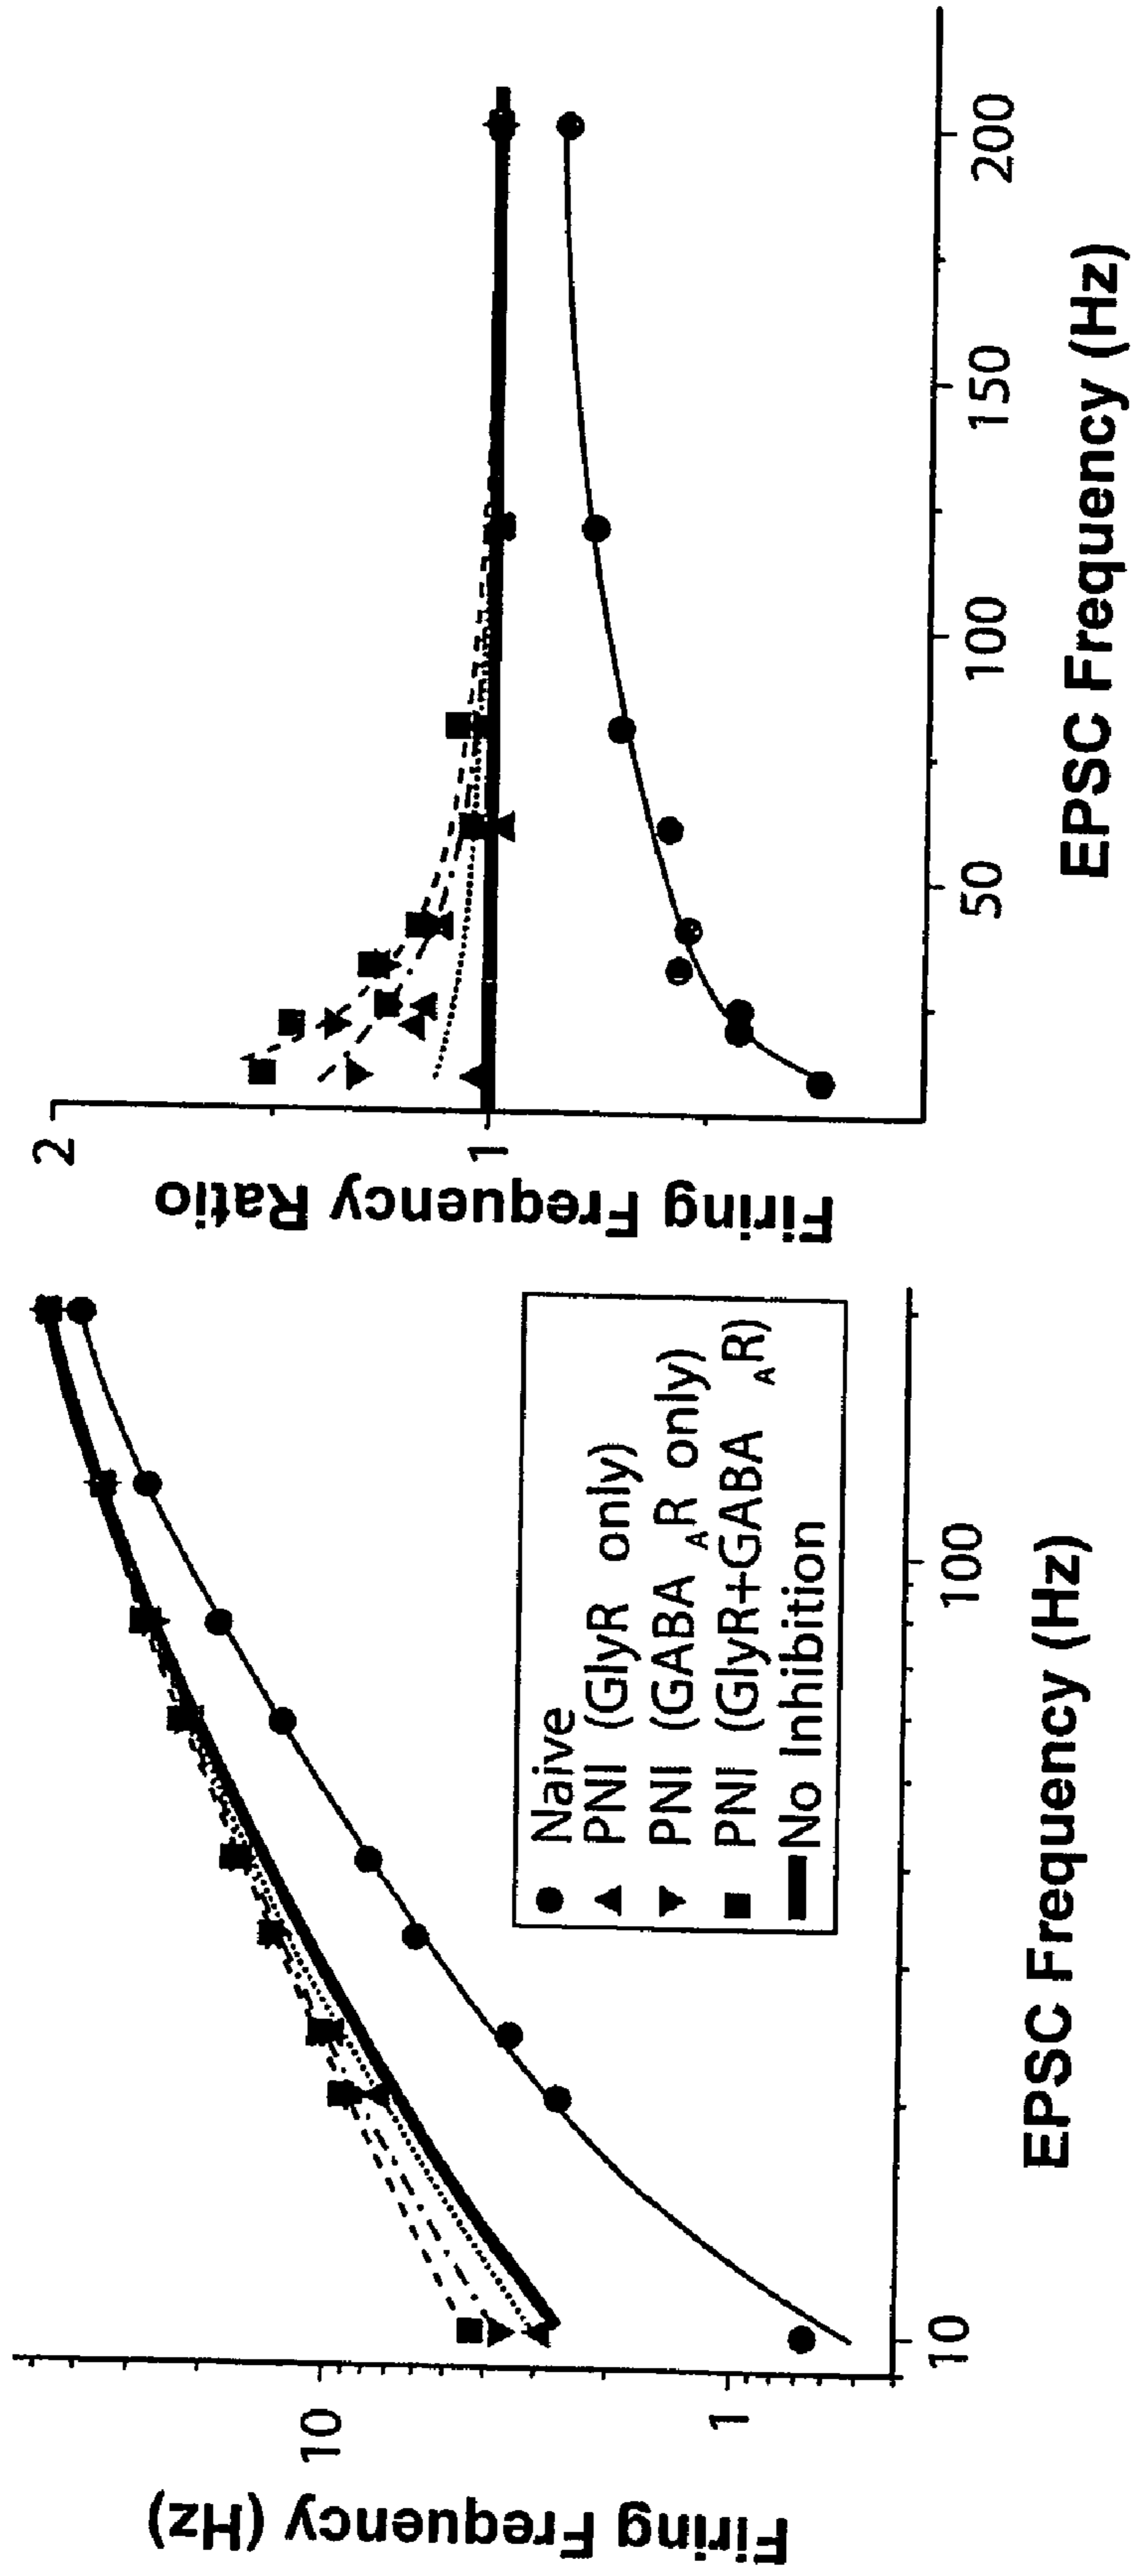 Firing Frequency (Hz)
10
1
10
100
EPSC Frequency (Hz)
Naive
PNI (GlyR only)
PNI (GABA AR only)
PNI (GlyR+GABA AR)
No Inhibition
Firing Frequency Ratio
2
1
50
100
150
200
EPSC Frequency (Hz)